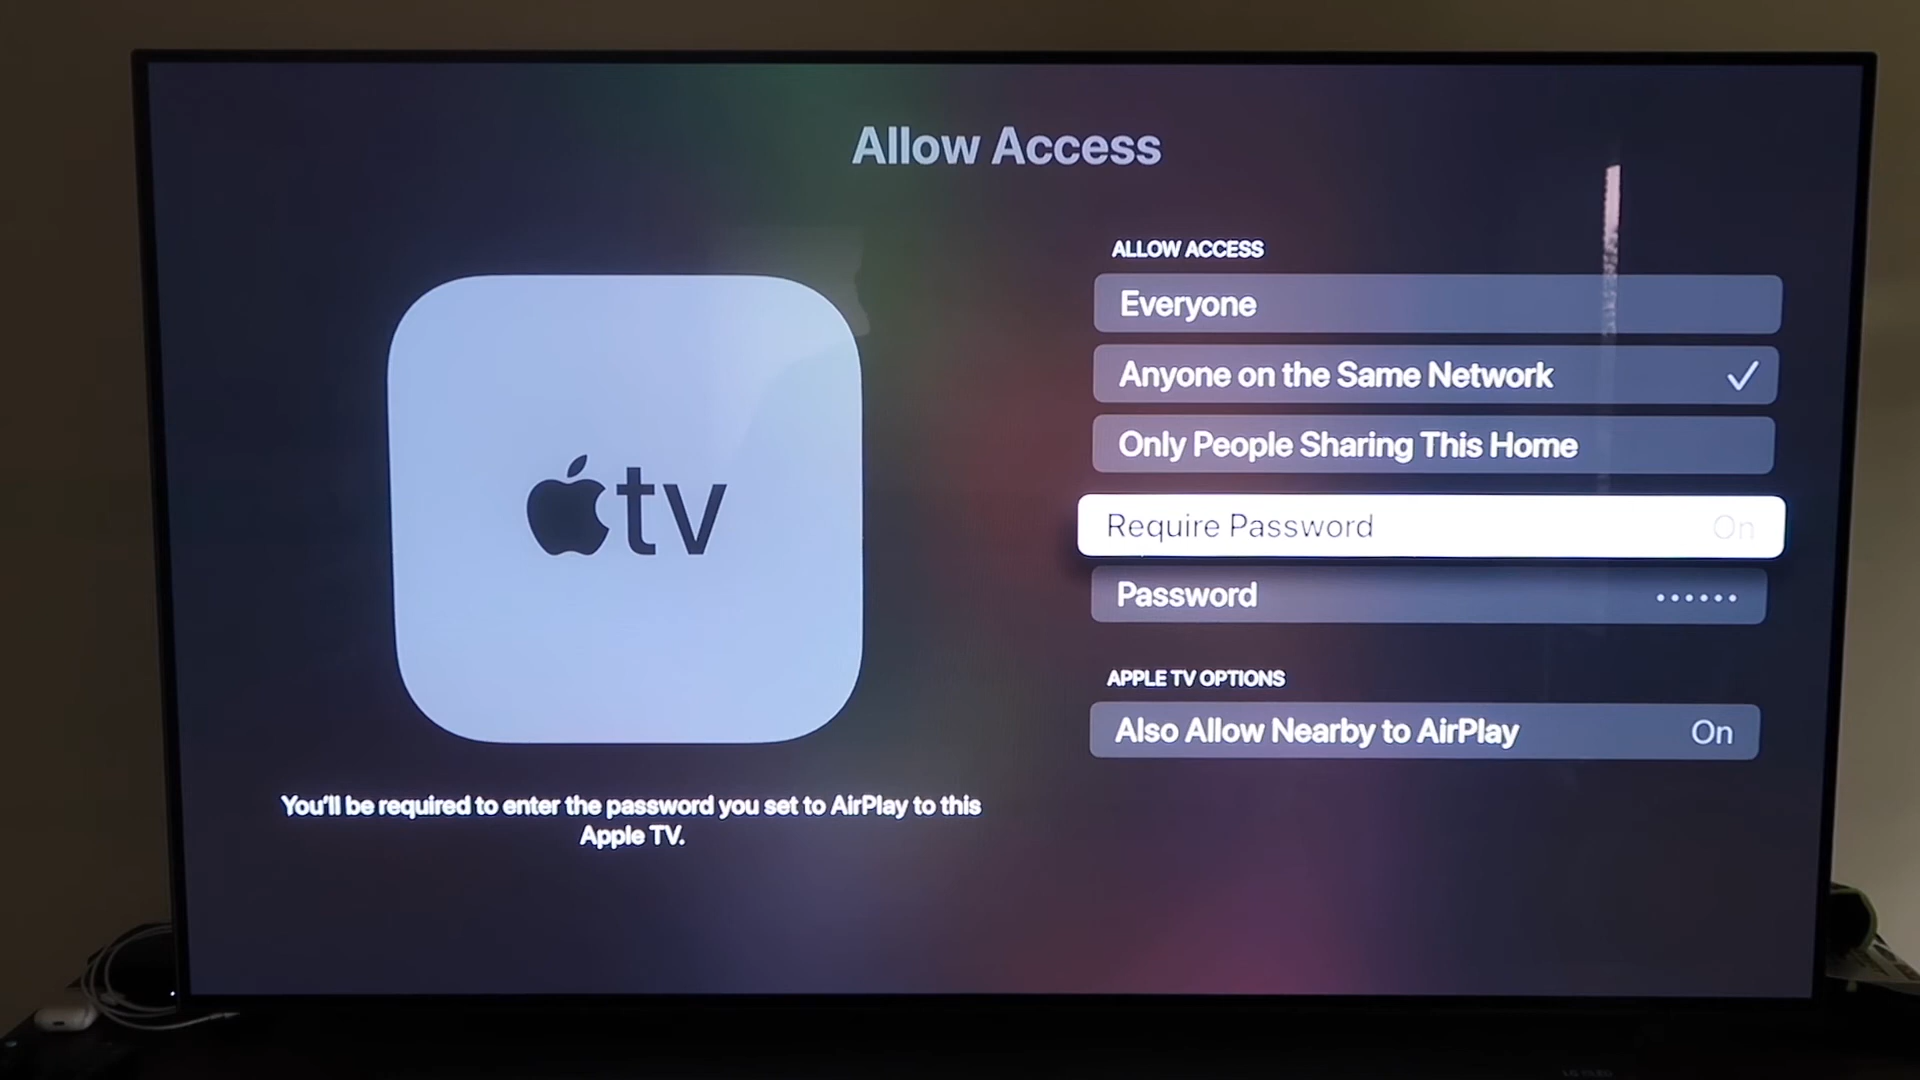 Allow Access
ALLOW ACCESS
Everyone
Anyone on the Same Network
Only People Sharing This Home
Require Password On
Password ······
APPLE TV OPTIONS
Also Allow Nearby to AirPlay On
tv
You'll be required to enter the password you set to AirPlay to this
Apple TV.